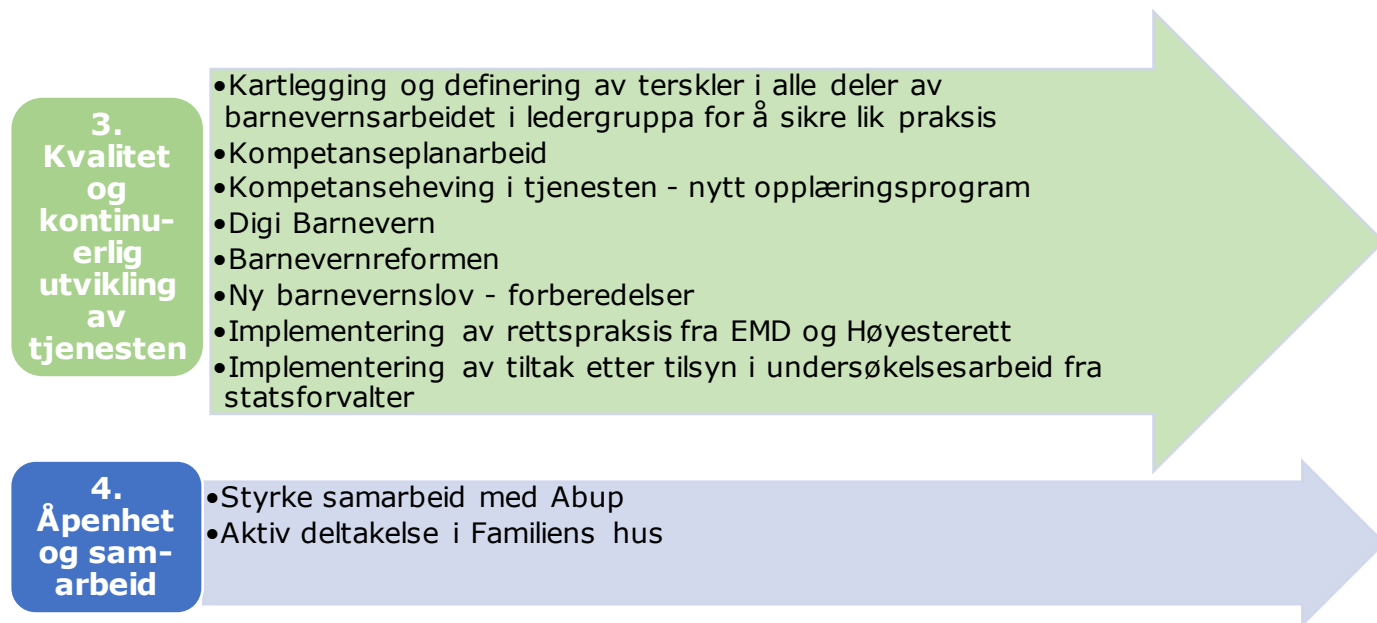 3.
Kvalitet
og
kontinu-
erlig
utvikling
av
tjenesten
•Kartlegging og definering av terskler i alle deler av
barnevernsarbeidet i ledergruppa for å sikre lik praksis
•Kompetanseplanarbeid
•Kompetanseheving i tjenesten - nytt opplæringsprogram
•Digi Barnevern
•Barnevernreformen
•Ny barnevernslov - forberedelser
•Implementering av rettspraksis fra EMD og Høyesterett
•Implementering av tiltak etter tilsyn i undersøkelsesarbeid fra
statsforvalter
4.
Åpenhet
og sam-
arbeid
•Styrke samarbeid med Abup
•Aktiv deltakelse i Familiens hus